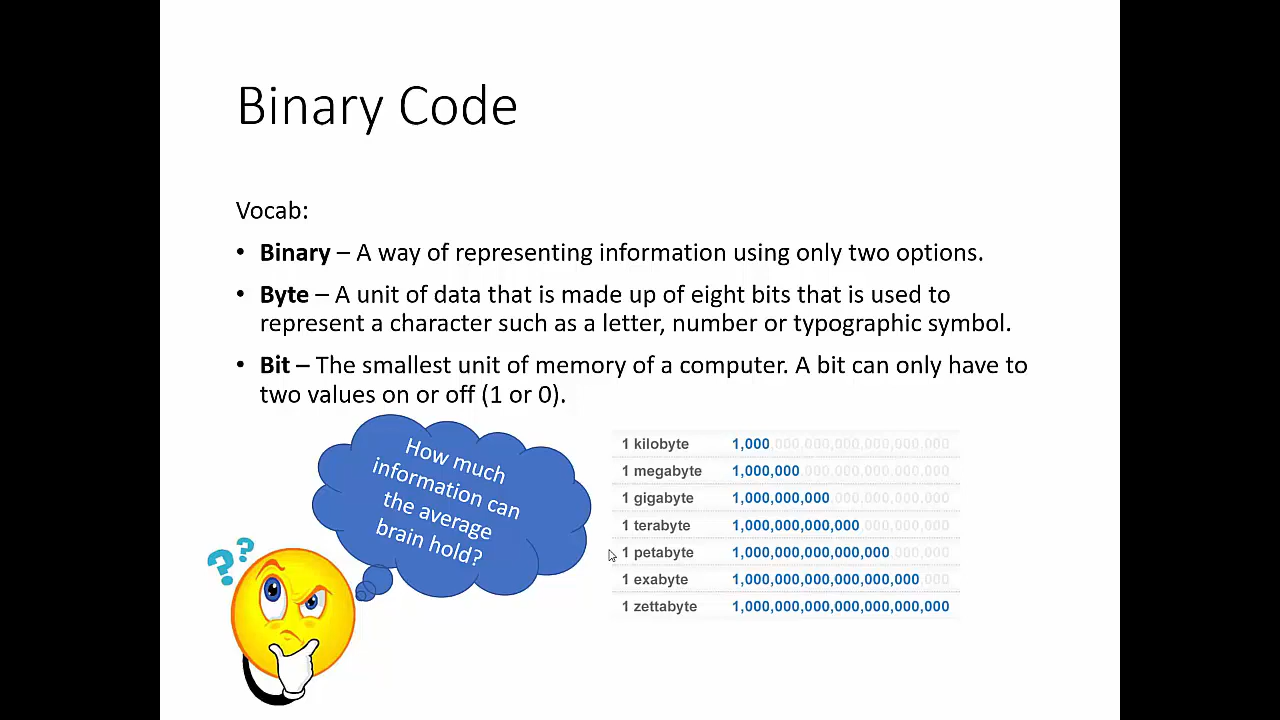 Binary Code
Vocab:
• Binary – A way of representing information using only two options.
• Byte – A unit of data that is made up of eight bits that is used to
represent a character such as a letter, number or typographic symbol.
• Bit – The smallest unit of memory of a computer. A bit can only have to
two values on or off (1 or 0).
How much
information can
the average
brain hold?
??
1 kilobyte 1,000,000,000,000,000,000,000
1 megabyte 1,000,000,000,000,000,000,000
1 gigabyte 1,000,000,000,000,000,000,000
1 terabyte 1,000,000,000,000,000,000,000
1 petabyte 1,000,000,000,000,000,000,000
1 exabyte 1,000,000,000,000,000,000,000
1 zettabyte 1,000,000,000,000,000,000,000